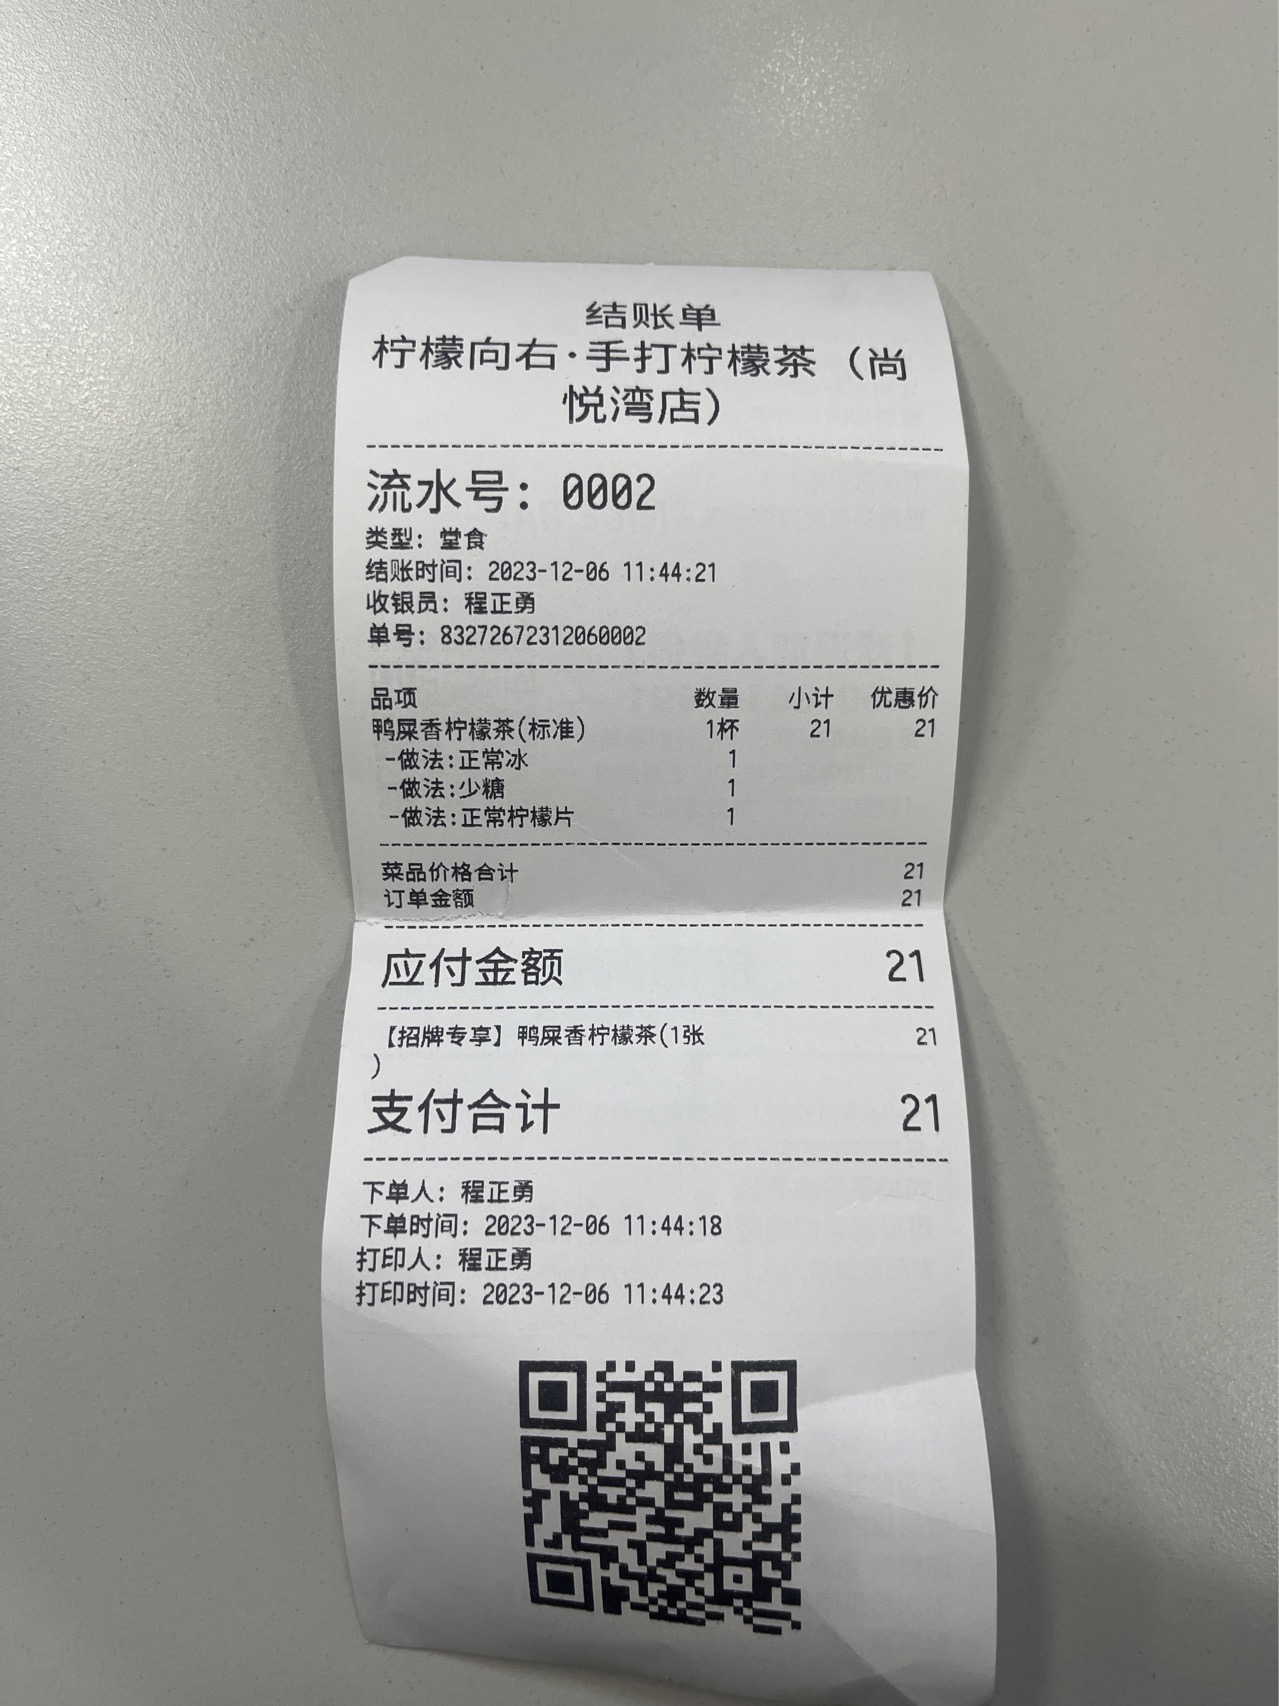 结账单
柠檬向右·手打柠檬茶（尚
悦湾店）
流水号: 0002
类型: 堂食
结账时间: 2023-12-06 11:44:21
收银员: 程正勇
单号: 83272672312060002
品项 数量 小计 优惠价
鸭屎香柠檬茶(标准) 1杯 21 21
-做法:正常冰 1
-做法:少糖 1
-做法:正常柠檬片 1
菜品价格合计 21
订单金额 21
应付金额 21
【招牌专享】鸭屎香柠檬茶(1张 21
)
支付合计 21
下单人: 程正勇
下单时间: 2023-12-06 11:44:18
打印人: 程正勇
打印时间: 2023-12-06 11:44:23